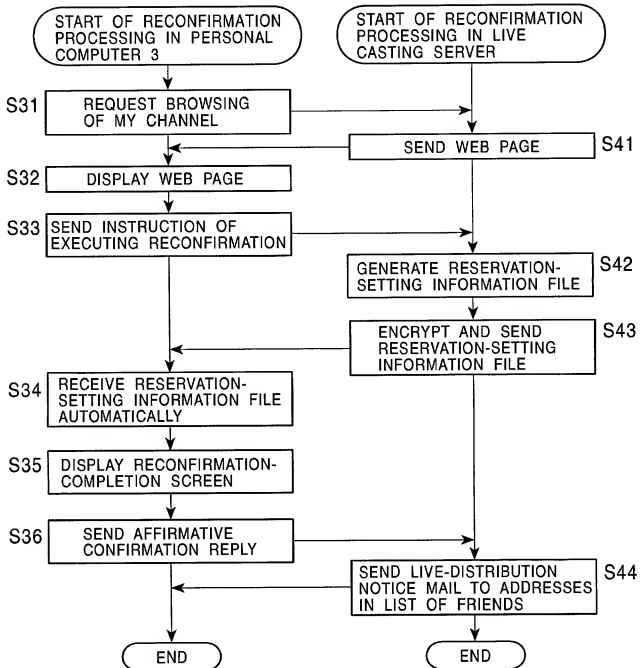 START OF RECONFIRMATION
PROCESSING IN PERSONAL
COMPUTER 3
START OF RECONFIRMATION
PROCESSING IN LIVE
CASTING SERVER
S31
REQUEST BROWSING
OF MY CHANNEL
SEND WEB PAGE
S41
S32
DISPLAY WEB PAGE
S33
SEND INSTRUCTION OF
EXECUTING RECONFIRMATION
GENERATE RESERVATION-
SETTING INFORMATION FILE
S42
ENCRYPT AND SEND
RESERVATION-SETTING
INFORMATION FILE
S43
S34
RECEIVE RESERVATION-
SETTING INFORMATION FILE
AUTOMATICALLY
S35
DISPLAY RECONFIRMATION-
COMPLETION SCREEN
S36
SEND AFFIRMATIVE
CONFIRMATION REPLY
SEND LIVE-DISTRIBUTION
NOTICE MAIL TO ADDRESSES
IN LIST OF FRIENDS
S44
END
END